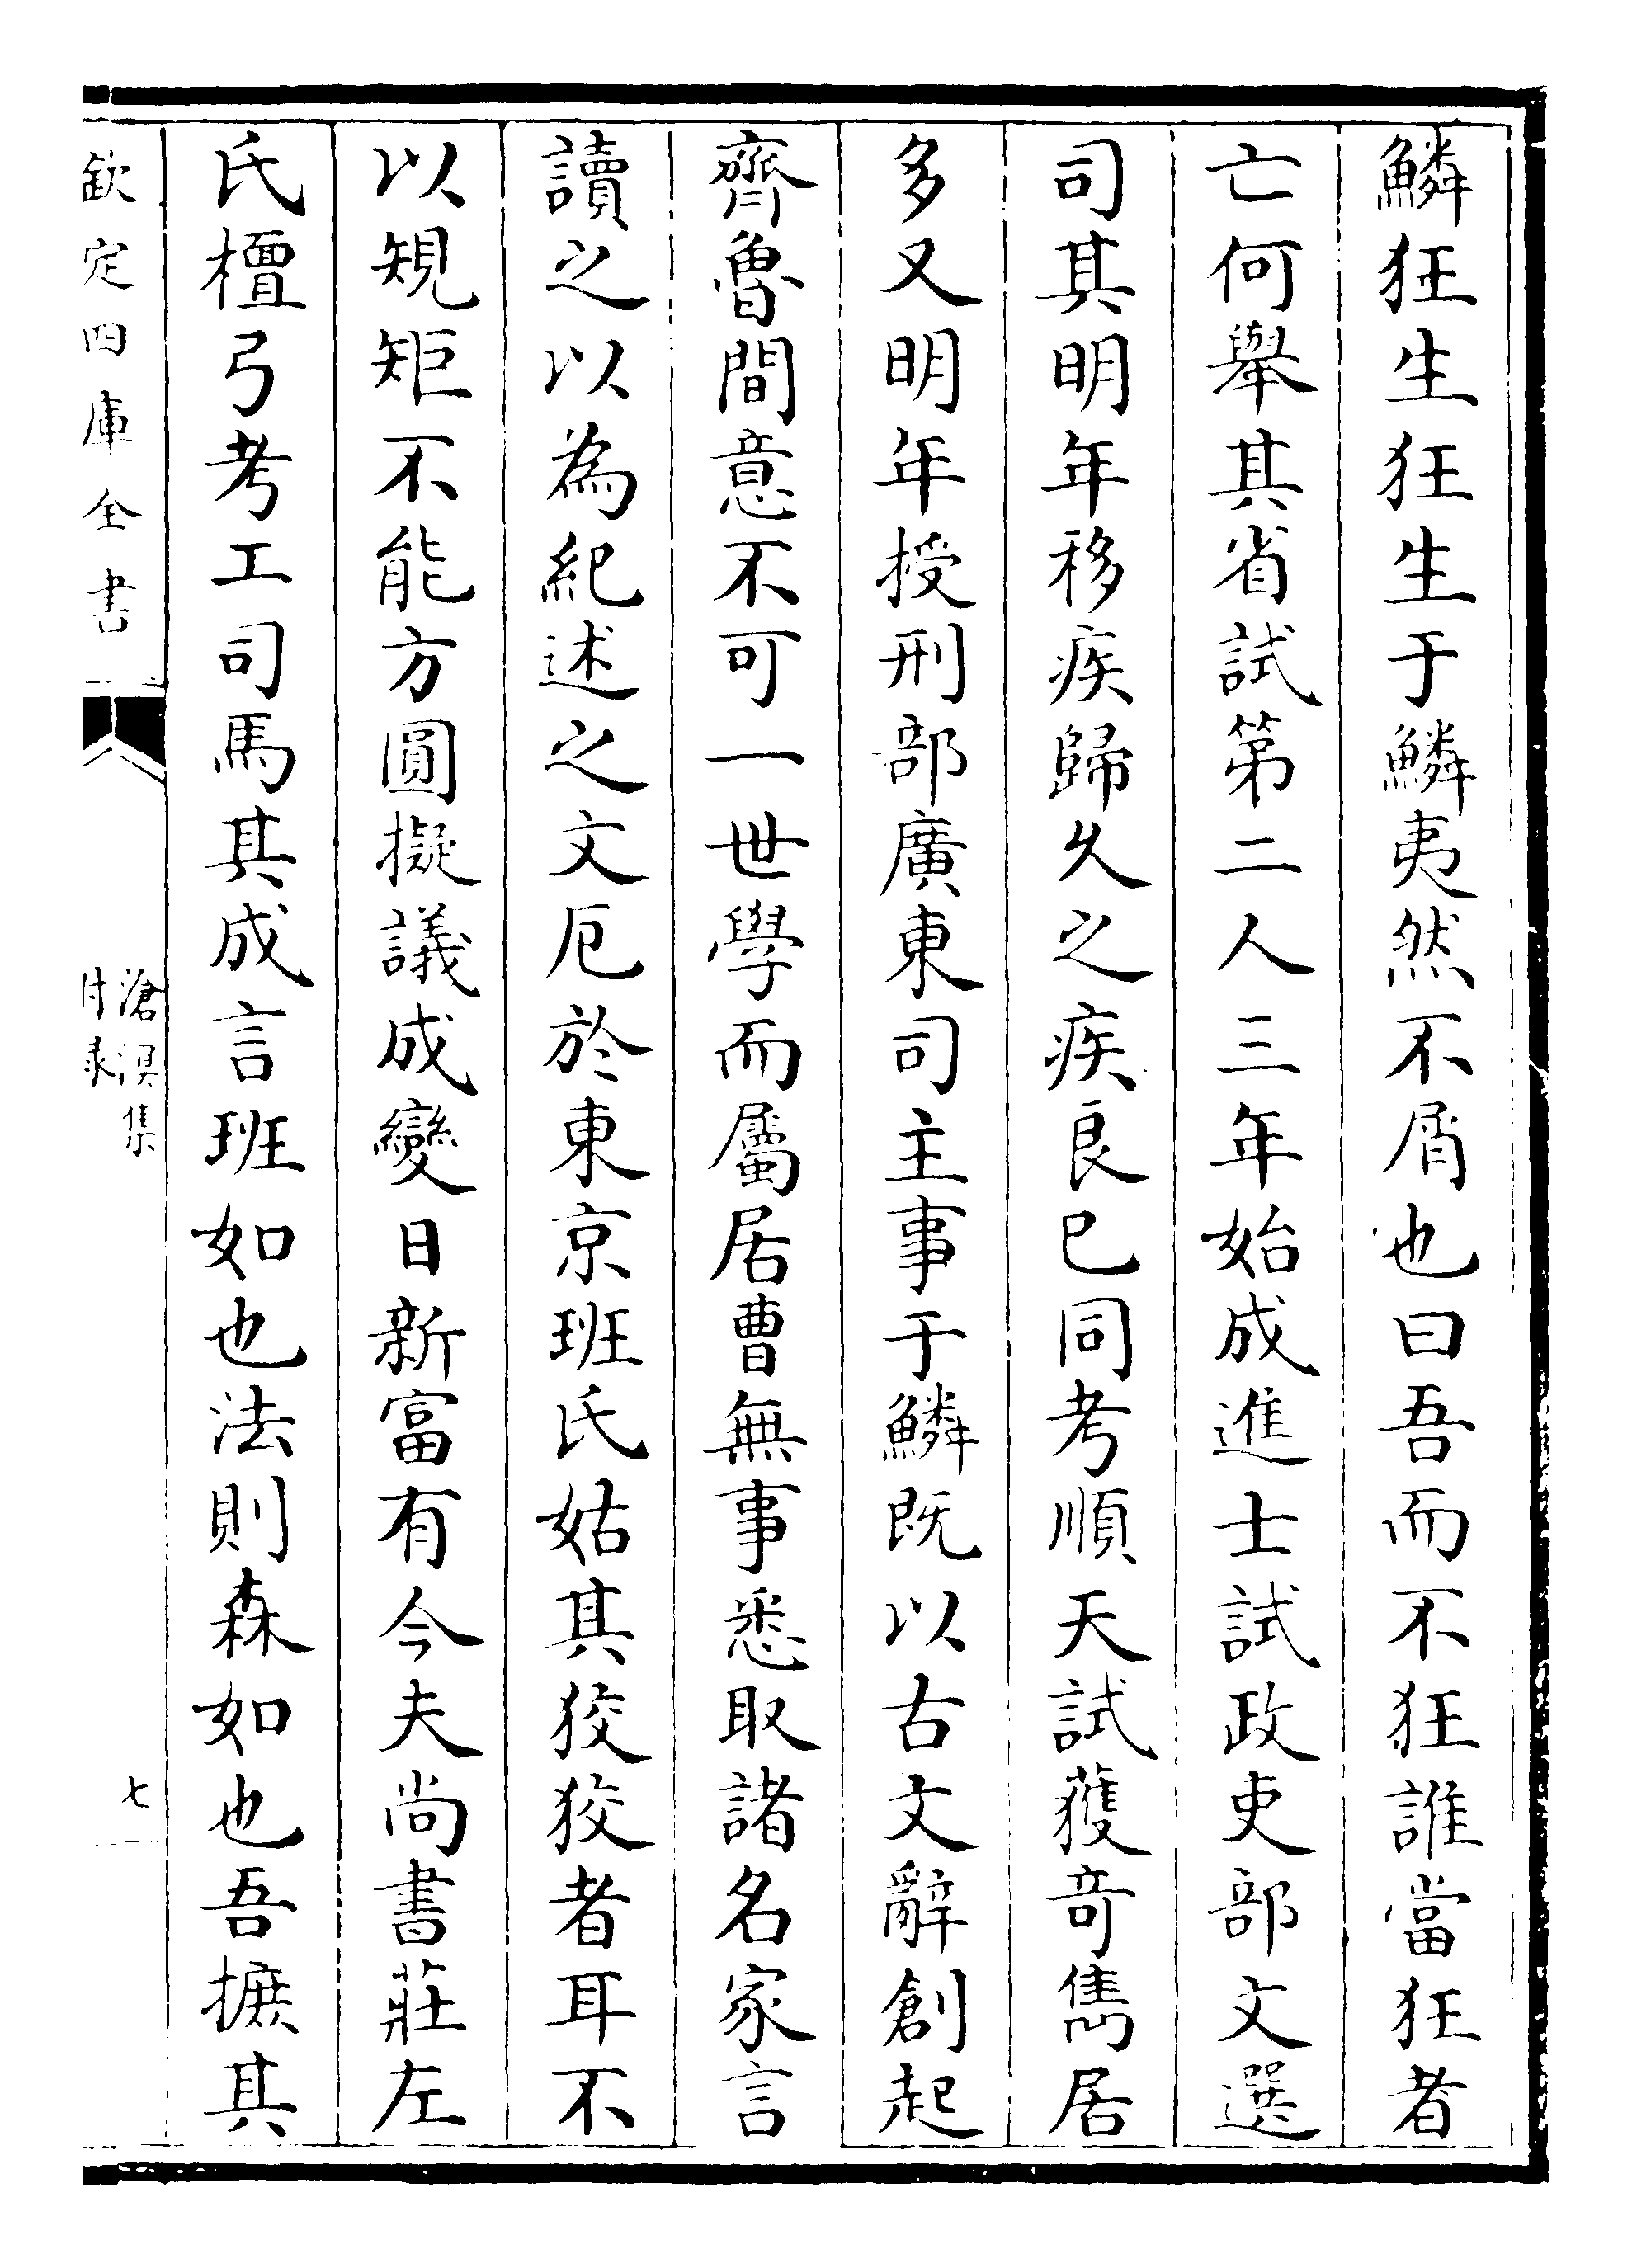 鱗狂生狂生于鱗夷然不屑也曰吾而不狂誰當狂者
亡何舉其省試第二人三年始成進士試政吏部文選
司其明年移疾歸久之疾良已同考順天試獲奇雋居
多又明年授刑部廣東司主事于鱗既以古文辭創起
齊魯間意不可一世學而屬居曹無事悉取諸名家言
讀之以為紀述之文厄於東京班氏姑其狡狡者耳不
以規矩不能方圓擬議成變日新富有今夫尚書莊左
氏檀弓考工司馬其成言班如也法則森如也吾摭其
欽定四庫全書
滄溟集
附录
七